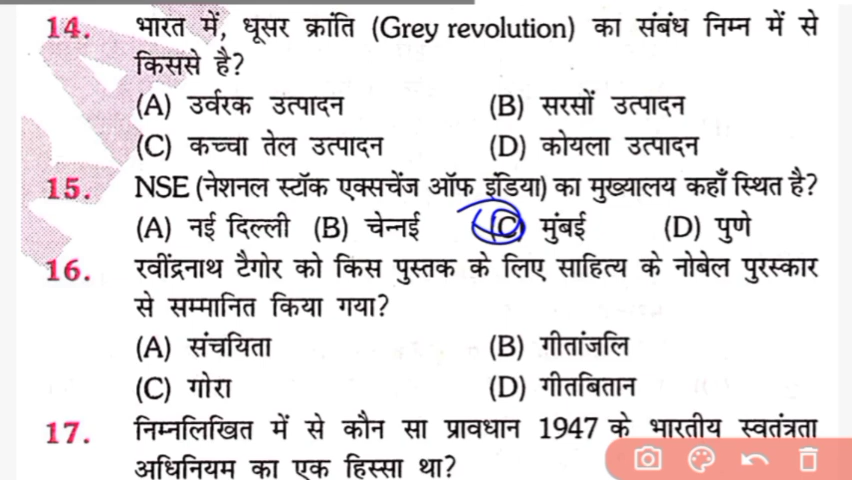 14. भारत में, धूसर क्रांति (Grey revolution) का संबंध निम्न में से
किससे है?
(A) उर्वरक उत्पादन (B) सरसों उत्पादन
(C) कच्चा तेल उत्पादन (D) कोयला उत्पादन
15. NSE (नेशनल स्टॉक एक्सचेंज ऑफ इंडिया) का मुख्यालय कहाँ स्थित है?
(A) नई दिल्ली (B) चेन्नई (C) मुंबई (D) पुणे
16. रवींद्रनाथ टैगोर को किस पुस्तक के लिए साहित्य के नोबेल पुरस्कार
से सम्मानित किया गया?
(A) संचयिता (B) गीतांजलि
(C) गोरा (D) गीतबितान
17. निम्नलिखित में से कौन सा प्रावधान 1947 के भारतीय स्वतंत्रता
अधिनियम का एक हिस्सा था?